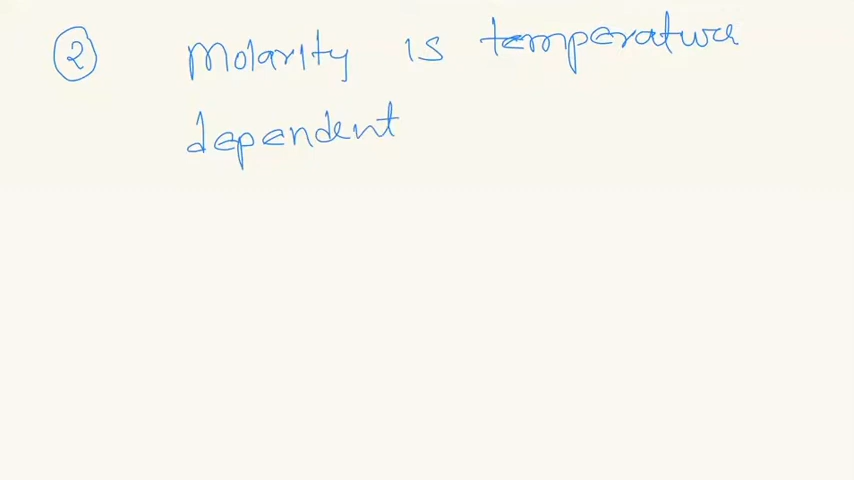 ② Molarity is temperature
dependent